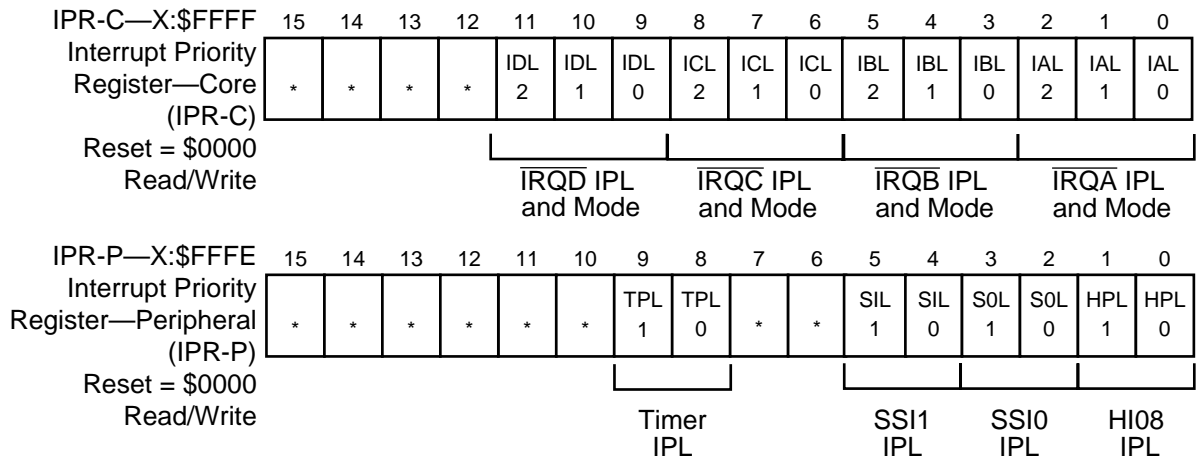 IPR-C—X:$FFFF 15 14 13 12 11 10 9 8 7 6 5 4 3 2 1 0
Interrupt Priority
Register—Core
(IPR-C)
Reset = $0000
Read/Write
* * * * IDL IDL IDL ICL ICL ICL IBL IBL IBL IAL IAL IAL
2 1 0 2 1 0 2 1 0 2 1 0
IRQD IPL IRQC IPL IRQB IPL IRQA IPL
and Mode and Mode and Mode and Mode
IPR-P—X:$FFFE 15 14 13 12 11 10 9 8 7 6 5 4 3 2 1 0
Interrupt Priority
Register—Peripheral
(IPR-P)
Reset = $0000
Read/Write
* * * * * * TPL TPL * * SIL SIL S0L S0L HPL HPL
1 0 1 0 1 0 1 0
Timer SSI1 SSI0 HI08
IPL IPL IPL IPL